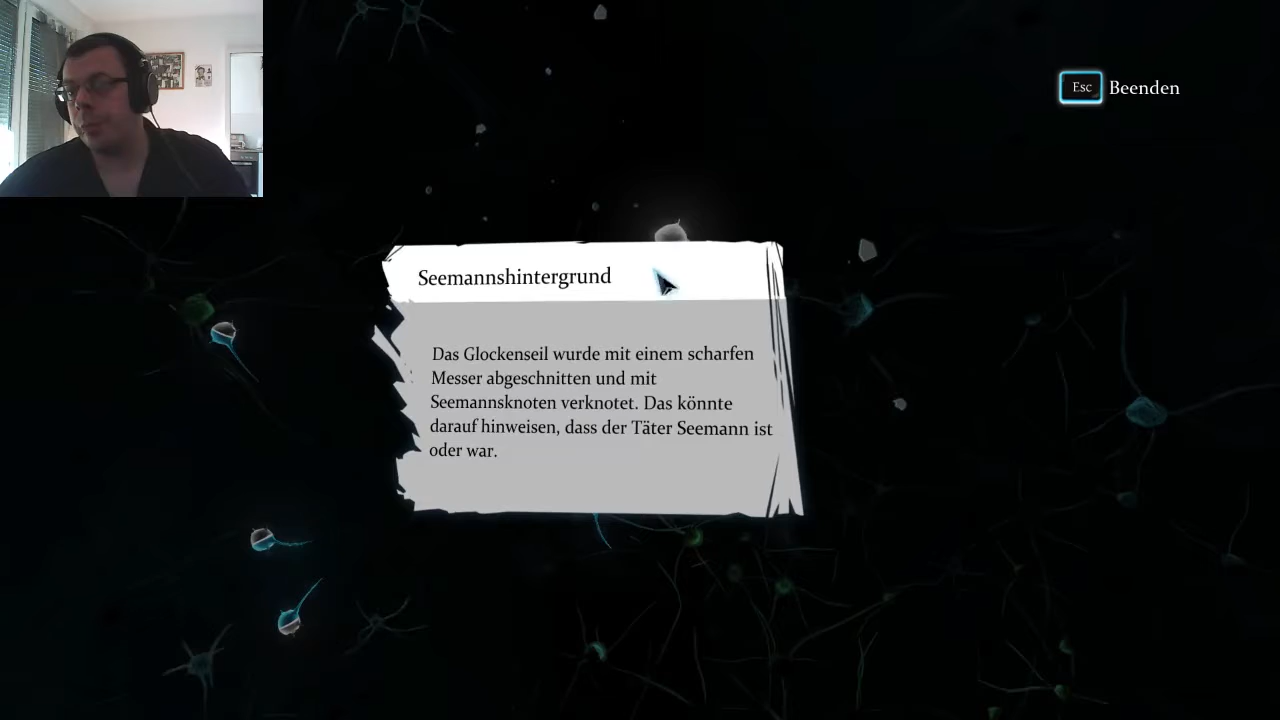 Esc Beenden
Seemannshintergrund
Das Glockenseil wurde mit einem scharfen
Messer abgeschnitten und mit
Seemannsknoten verknotet. Das könnte
darauf hinweisen, dass der Täter Seemann ist
oder war.